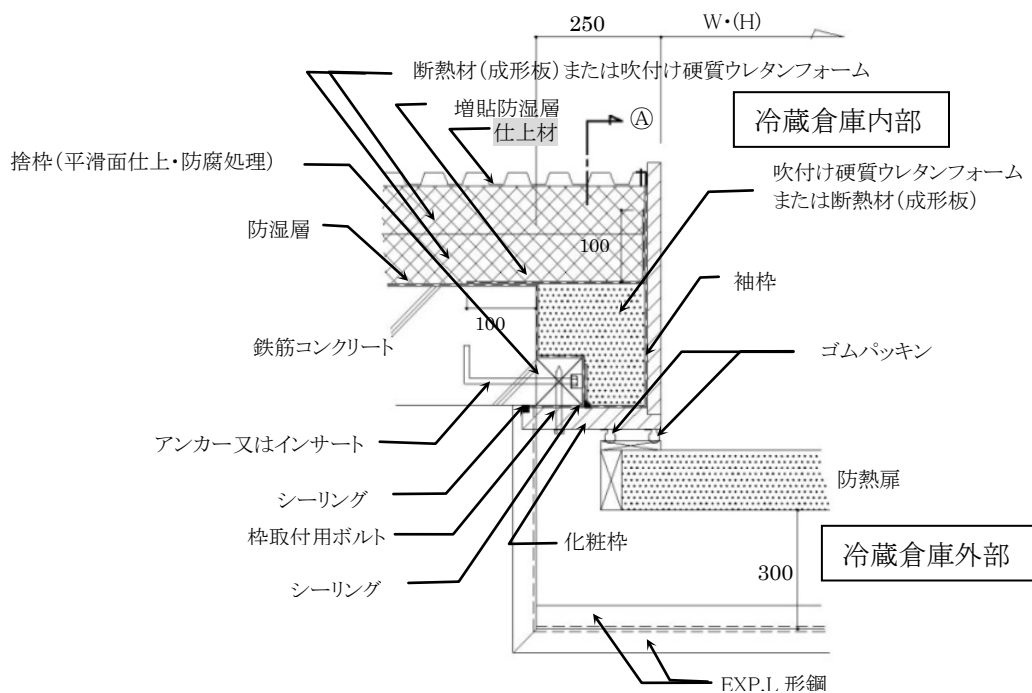 250
W・(H)
断熱材(成形板)または吹付け硬質ウレタンフォーム
増貼防湿層
仕上材
Ⓐ
冷蔵倉庫内部
捨枠(平滑面仕上・防腐処理)
吹付け硬質ウレタンフォーム
または断熱材(成形板)
防湿層
100
袖枠
100
鉄筋コンクリート
ゴムパッキン
アンカー又はインサート
防熱扉
シーリング
枠取付用ボルト
化粧枠
冷蔵倉庫外部
シーリング
300
EXP.L 形鋼